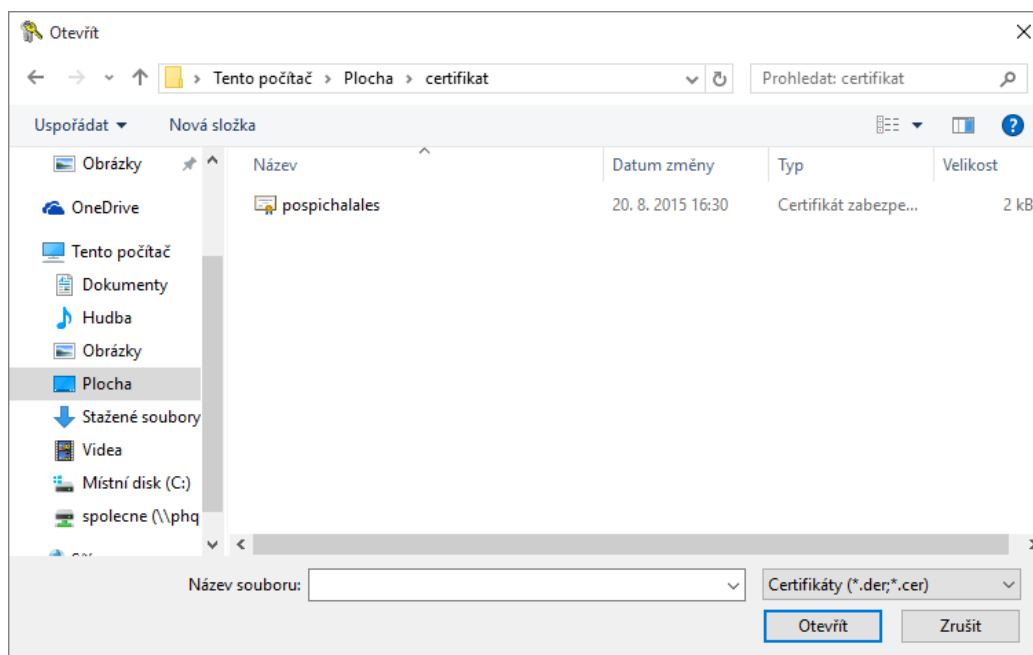 Otevřít
Tento počítač > Plocha > certifikat
Prohledat: certifikat
Uspořádat
Nová složka
?
Název
Datum změny
Typ
Velikost
pospichalales
20. 8. 2015 16:30
Certifikát zabezpe...
2 kB
Obrázky
OneDrive
Tento počítač
Dokumenty
Hudba
Obrázky
Plocha
Stažené soubory
Videa
Místní disk (C:)
spolecne (\\phq
Název souboru:
Certifikáty (*.der;*.cer)
Otevřít
Zrušit